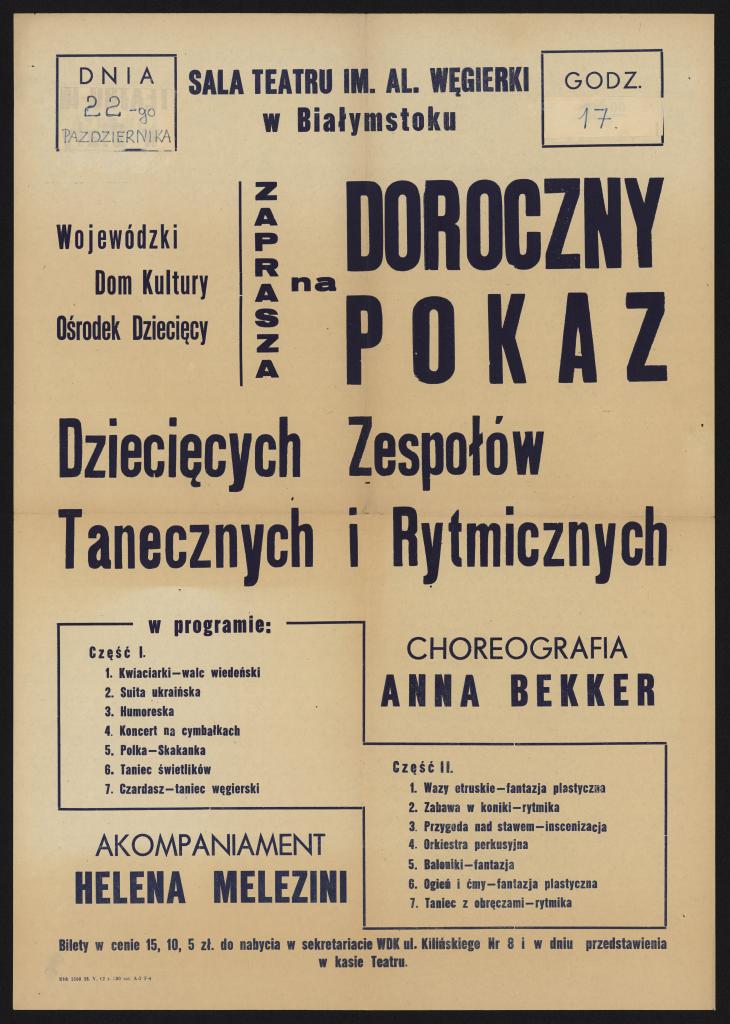 DNIA
22-go
PAŹDZIERNIKA
SALA TEATRU IM. AL. WĘGIERKI
w Białymstoku
GODZ.
17.
Wojewódzki
Dom Kultury
Ośrodek Dziecięcy
ZAPRASZA
na
DOROCZNY
POKAZ
Dziecięcych Zespołów
Tanecznych i Rytmicznych
w programie:
Część I.
1. Kwiaciarki—walc wiedeński
2. Suita ukraińska
3. Humoreska
4. Koncert na cymbałkach
5. Polka—Skakanka
6. Taniec świetlików
7. Czardasz—taniec węgierski
CHOREOGRAFIA
ANNA BEKKER
Część II.
1. Wazy etruskie—fantazja plastyczna
2. Zabawa w koniki—rytmika
3. Przygoda nad stawem—inscenizacja
4. Orkiestra perkusyjna
5. Baloniki—fantazja
6. Ogień i ćmy—fantazja plastyczna
7. Taniec z obręczami—rytmika
AKOMPANIAMENT
HELENA MELEZINI
Bilety w cenie 15, 10, 5 zł. do nabycia w sekretariacie WDK ul. Kilińskiego Nr 8 i w dniu przedstawienia
w kasie Teatru.